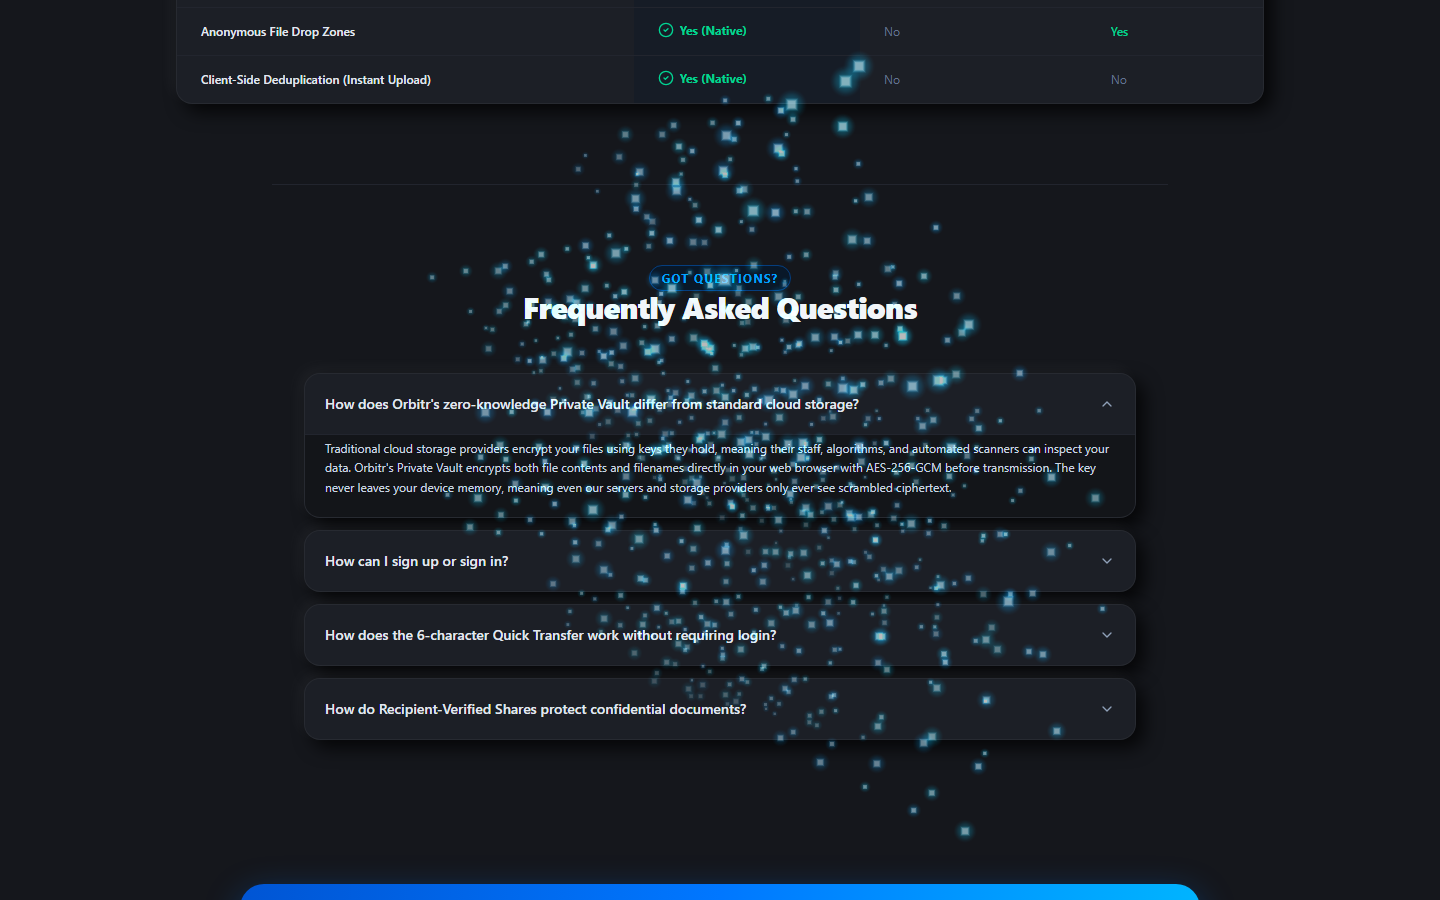 Anonymous File Drop Zones Yes (Native) No Yes
Client-Side Deduplication (Instant Upload) Yes (Native) No No
GOT QUESTIONS?
Frequently Asked Questions
How does Orbitr's zero-knowledge Private Vault differ from standard cloud storage?
Traditional cloud storage providers encrypt your files using keys they hold, meaning their staff, algorithms, and automated scanners can inspect your
data. Orbitr's Private Vault encrypts both file contents and filenames directly in your web browser with AES-256-GCM before transmission. The key
never leaves your device memory, meaning even our servers and storage providers only ever see scrambled ciphertext.
How can I sign up or sign in?
How does the 6-character Quick Transfer work without requiring login?
How do Recipient-Verified Shares protect confidential documents?